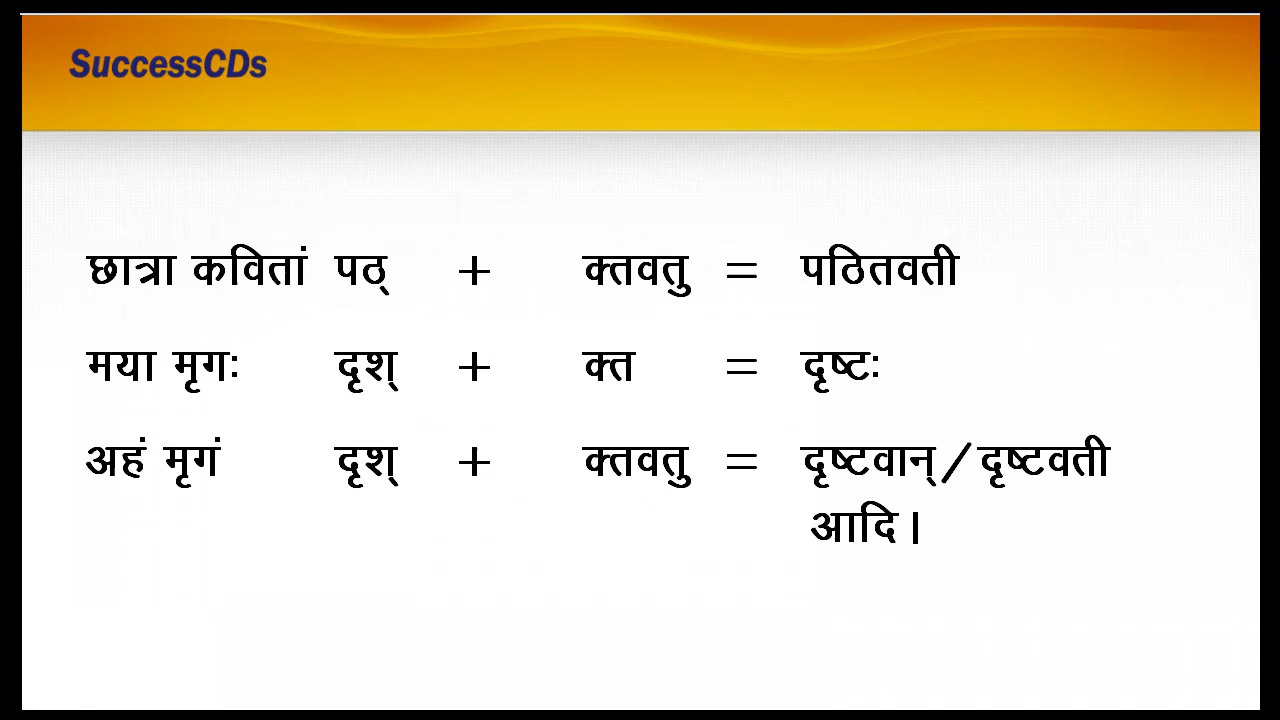 SuccessCDs
छात्रा कवितां पठ् + क्तवतु = पठितवती
मया मृगः दृश् + क्त = दृष्टः
अहं मृगं दृश् + क्तवतु = दृष्टवान्/दृष्टवती
आदि।